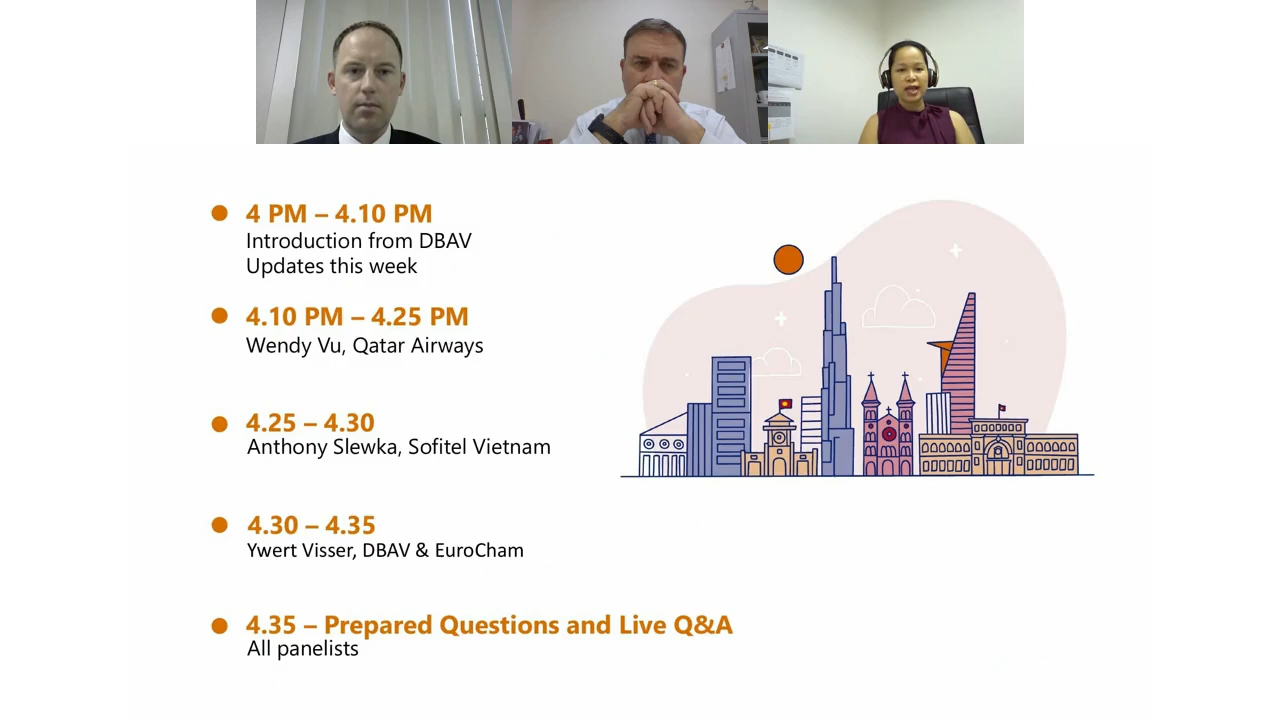 4 PM – 4.10 PM
Introduction from DBAV
Updates this week
4.10 PM – 4.25 PM
Wendy Vu, Qatar Airways
4.25 – 4.30
Anthony Slewka, Sofitel Vietnam
4.30 – 4.35
Ywert Visser, DBAV & EuroCham
4.35 – Prepared Questions and Live Q&A
All panelists